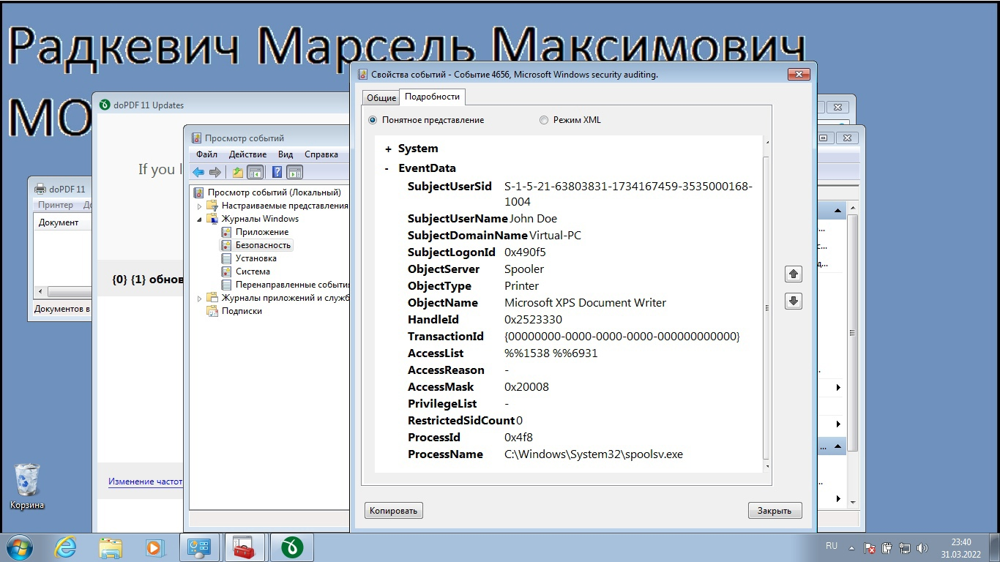 Радкевич Марсель Максимович
МО
Свойства событий - Событие 4656, Microsoft Windows security auditing.
Общие
Подробности
Понятное представление
Режим XML
+ System
- EventData
SubjectUserSid S-1-5-21-63803831-1734167459-3535000168-
1004
SubjectUserName John Doe
SubjectDomainName Virtual-PC
SubjectLogonId 0x490f5
ObjectServer Spooler
ObjectType Printer
ObjectName Microsoft XPS Document Writer
HandleId 0x2523330
TransactionId {00000000-0000-0000-0000-000000000000}
AccessList %%1538 %%6931
AccessReason -
AccessMask 0x20008
PrivilegeList -
RestrictedSidCount 0
ProcessId 0x4f8
ProcessName C:\Windows\System32\spoolsv.exe
Копировать
Закрыть
doPDF 11 Updates
If you l
{0} {1} обнов
Изменение частот
Просмотр событий
Файл Действие Вид Справка
Просмотр событий (Локальный)
Настраиваемые представления
Журналы Windows
Приложение
Безопасность
Установка
Система
Перенаправленные события
Журналы приложений и служб
Подписки
doPDF 11
Принтер До
Документ
Документов в
Корзина
RU
23:40
31.03.2022